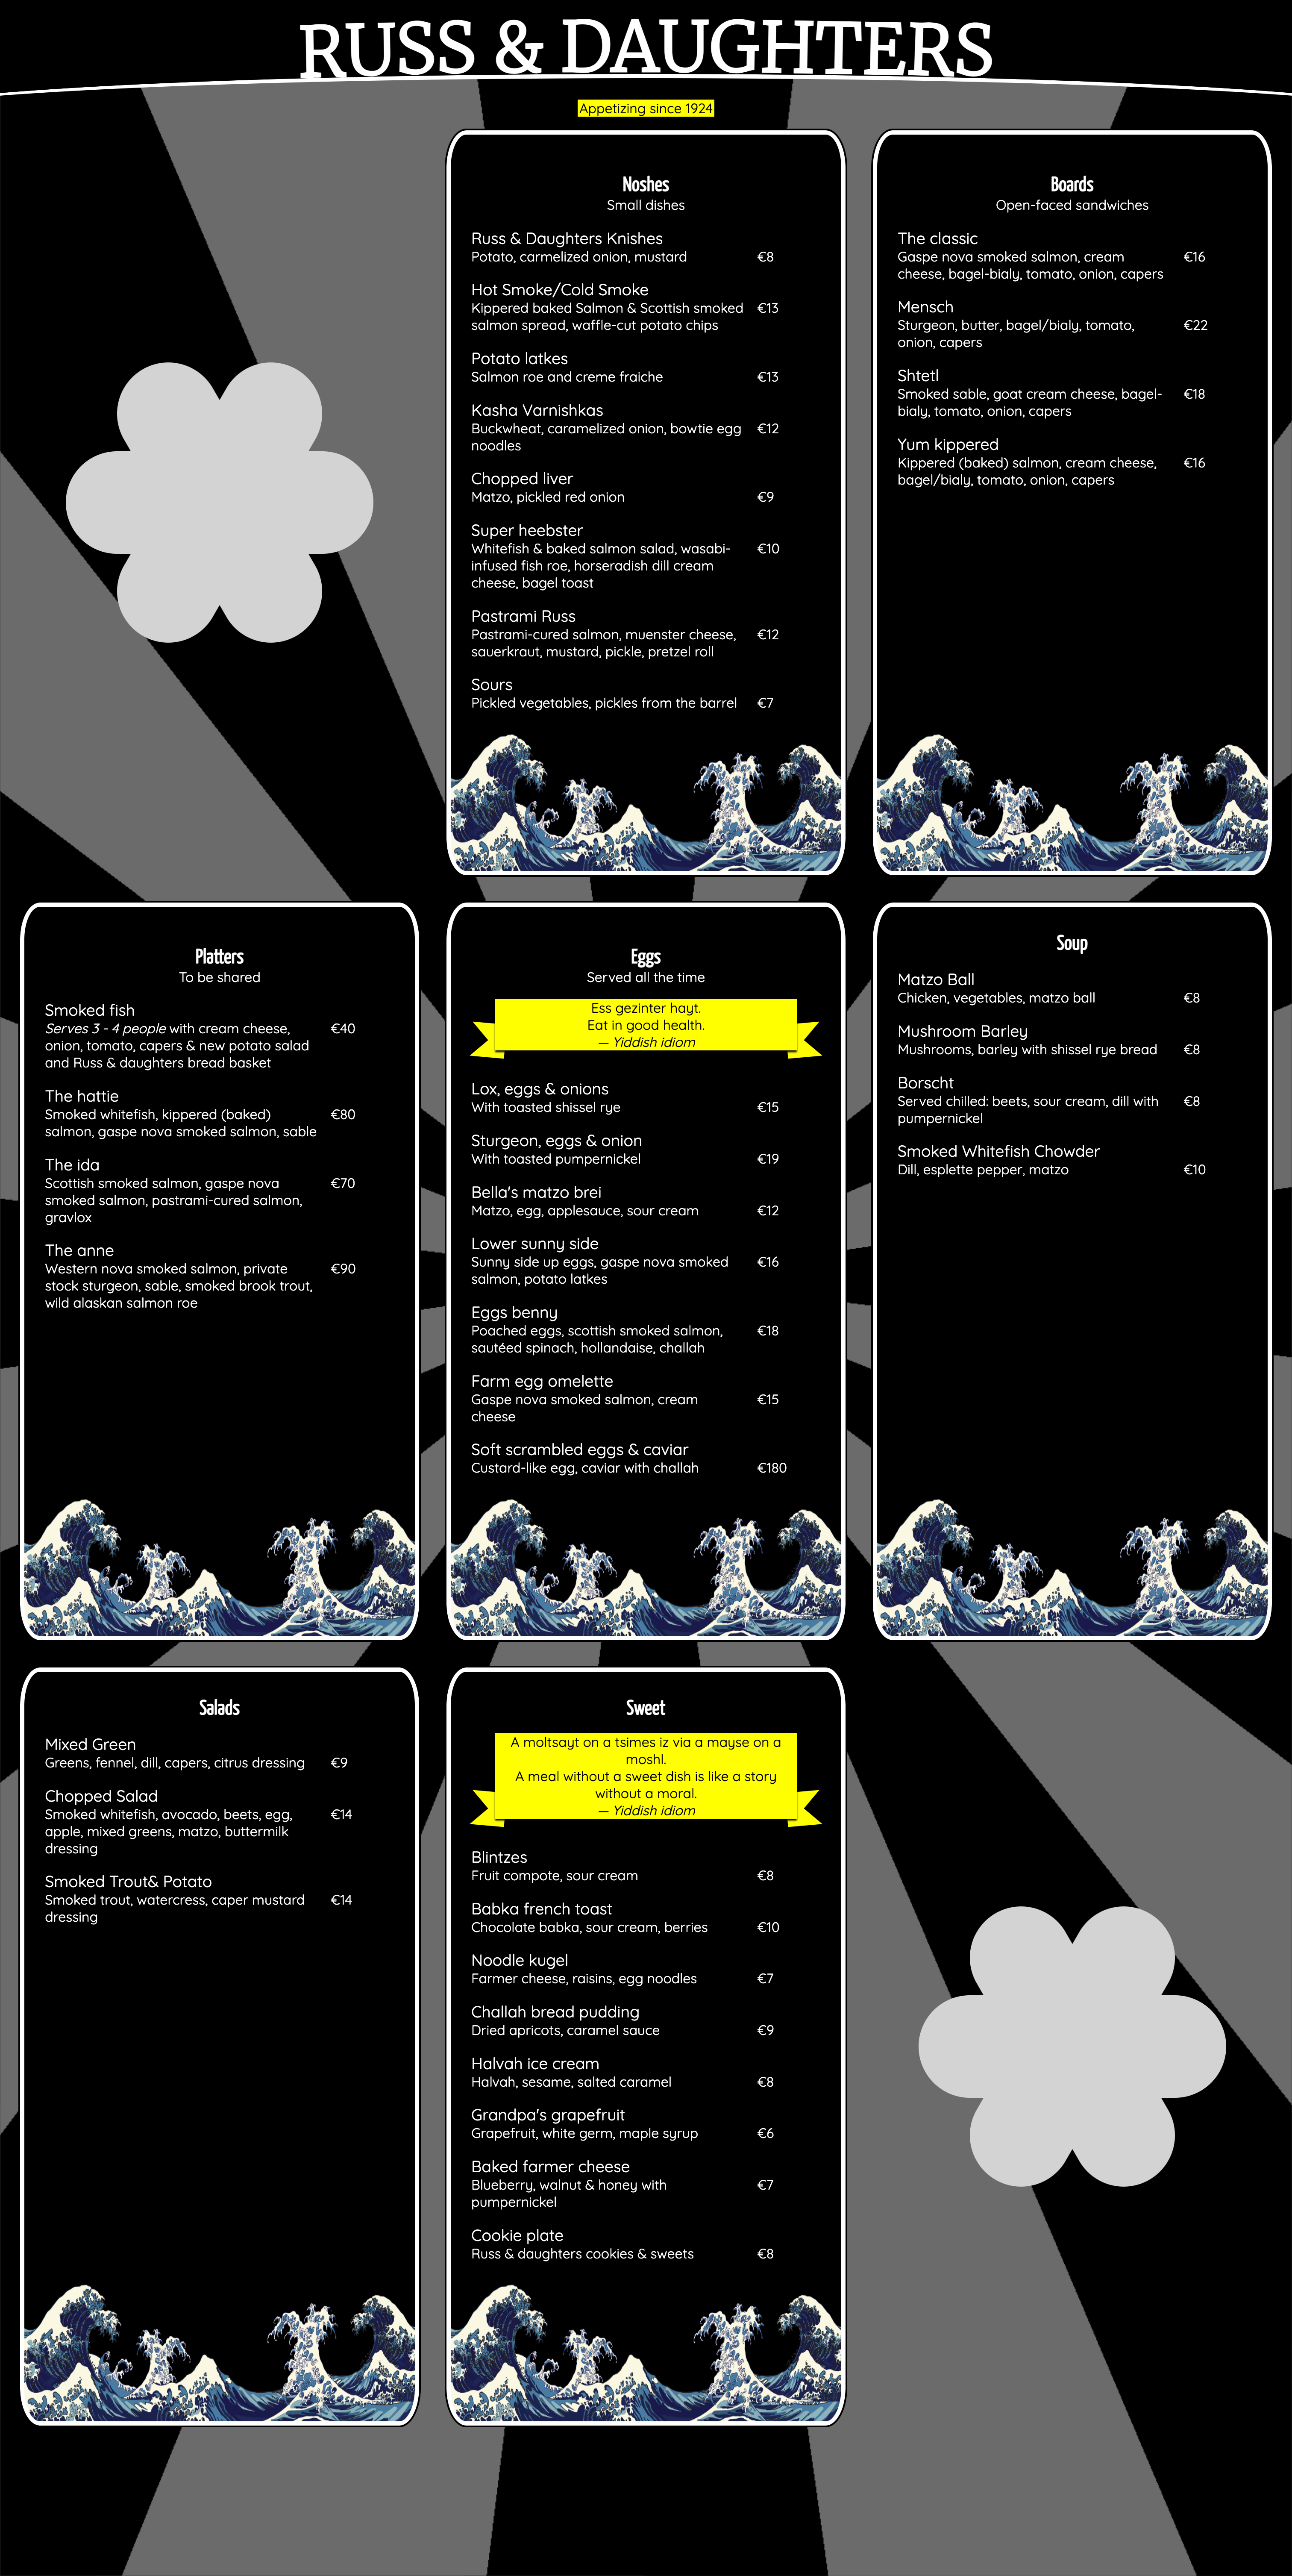 RUSS & DAUGHTERS
Appetizing since 1924
Noshes
Small dishes
Russ & Daughters Knishes
Potato, carmelized onion, mustard €8
Hot Smoke/Cold Smoke
Kippered baked Salmon & Scottish smoked €13
salmon spread, waffle-cut potato chips
Potato latkes
Salmon roe and creme fraiche €13
Kasha Varnishkas
Buckwheat, caramelized onion, bowtie egg €12
noodles
Chopped liver
Matzo, pickled red onion €9
Super heebster
Whitefish & baked salmon salad, wasabi- €10
infused fish roe, horseradish dill cream
cheese, bagel toast
Pastrami Russ
Pastrami-cured salmon, muenster cheese, €12
sauerkraut, mustard, pickle, pretzel roll
Sours
Pickled vegetables, pickles from the barrel €7
Boards
Open-faced sandwiches
The classic
Gaspe nova smoked salmon, cream €16
cheese, bagel-bialy, tomato, onion, capers
Mensch
Sturgeon, butter, bagel/bialy, tomato, €22
onion, capers
Shtetl
Smoked sable, goat cream cheese, bagel- €18
bialy, tomato, onion, capers
Yum kippered
Kippered (baked) salmon, cream cheese, €16
bagel/bialy, tomato, onion, capers
Platters
To be shared
Smoked fish
Serves 3 - 4 people with cream cheese, €40
onion, tomato, capers & new potato salad
and Russ & daughters bread basket
The hattie
Smoked whitefish, kippered (baked) €80
salmon, gaspe nova smoked salmon, sable
The ida
Scottish smoked salmon, gaspe nova €70
smoked salmon, pastrami-cured salmon,
gravlox
The anne
Western nova smoked salmon, private €90
stock sturgeon, sable, smoked brook trout,
wild alaskan salmon roe
Eggs
Served all the time
Ess gezinter hayt.
Eat in good health.
— Yiddish idiom
Lox, eggs & onions
With toasted shissel rye €15
Sturgeon, eggs & onion
With toasted pumpernickel €19
Bella's matzo brei
Matzo, egg, applesauce, sour cream €12
Lower sunny side
Sunny side up eggs, gaspe nova smoked €16
salmon, potato latkes
Eggs benny
Poached eggs, scottish smoked salmon, €18
sautéed spinach, hollandaise, challah
Farm egg omelette
Gaspe nova smoked salmon, cream €15
cheese
Soft scrambled eggs & caviar
Custard-like egg, caviar with challah €180
Soup
Matzo Ball
Chicken, vegetables, matzo ball €8
Mushroom Barley
Mushrooms, barley with shissel rye bread €8
Borscht
Served chilled: beets, sour cream, dill with €8
pumpernickel
Smoked Whitefish Chowder
Dill, esplette pepper, matzo €10
Salads
Mixed Green
Greens, fennel, dill, capers, citrus dressing €9
Chopped Salad
Smoked whitefish, avocado, beets, egg, €14
apple, mixed greens, matzo, buttermilk
dressing
Smoked Trout& Potato
Smoked trout, watercress, caper mustard €14
dressing
Sweet
A moltsayt on a tsimes iz via a mayse on a
moshl.
A meal without a sweet dish is like a story
without a moral.
— Yiddish idiom
Blintzes
Fruit compote, sour cream €8
Babka french toast
Chocolate babka, sour cream, berries €10
Noodle kugel
Farmer cheese, raisins, egg noodles €7
Challah bread pudding
Dried apricots, caramel sauce €9
Halvah ice cream
Halvah, sesame, salted caramel €8
Grandpa's grapefruit
Grapefruit, white germ, maple syrup €6
Baked farmer cheese
Blueberry, walnut & honey with €7
pumpernickel
Cookie plate
Russ & daughters cookies & sweets €8